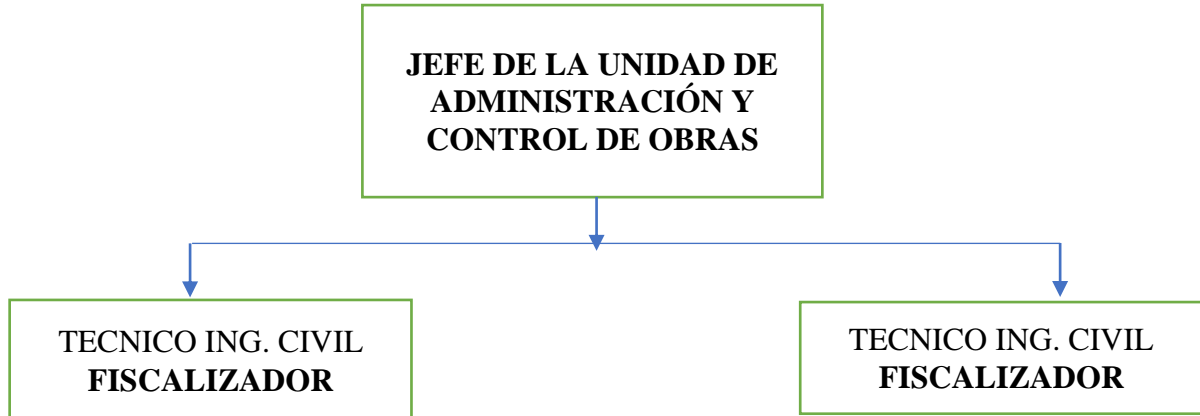 JEFE DE LA UNIDAD DE
ADMINISTRACIÓN Y
CONTROL DE OBRAS
TECNICO ING. CIVIL
FISCALIZADOR
TECNICO ING. CIVIL
FISCALIZADOR